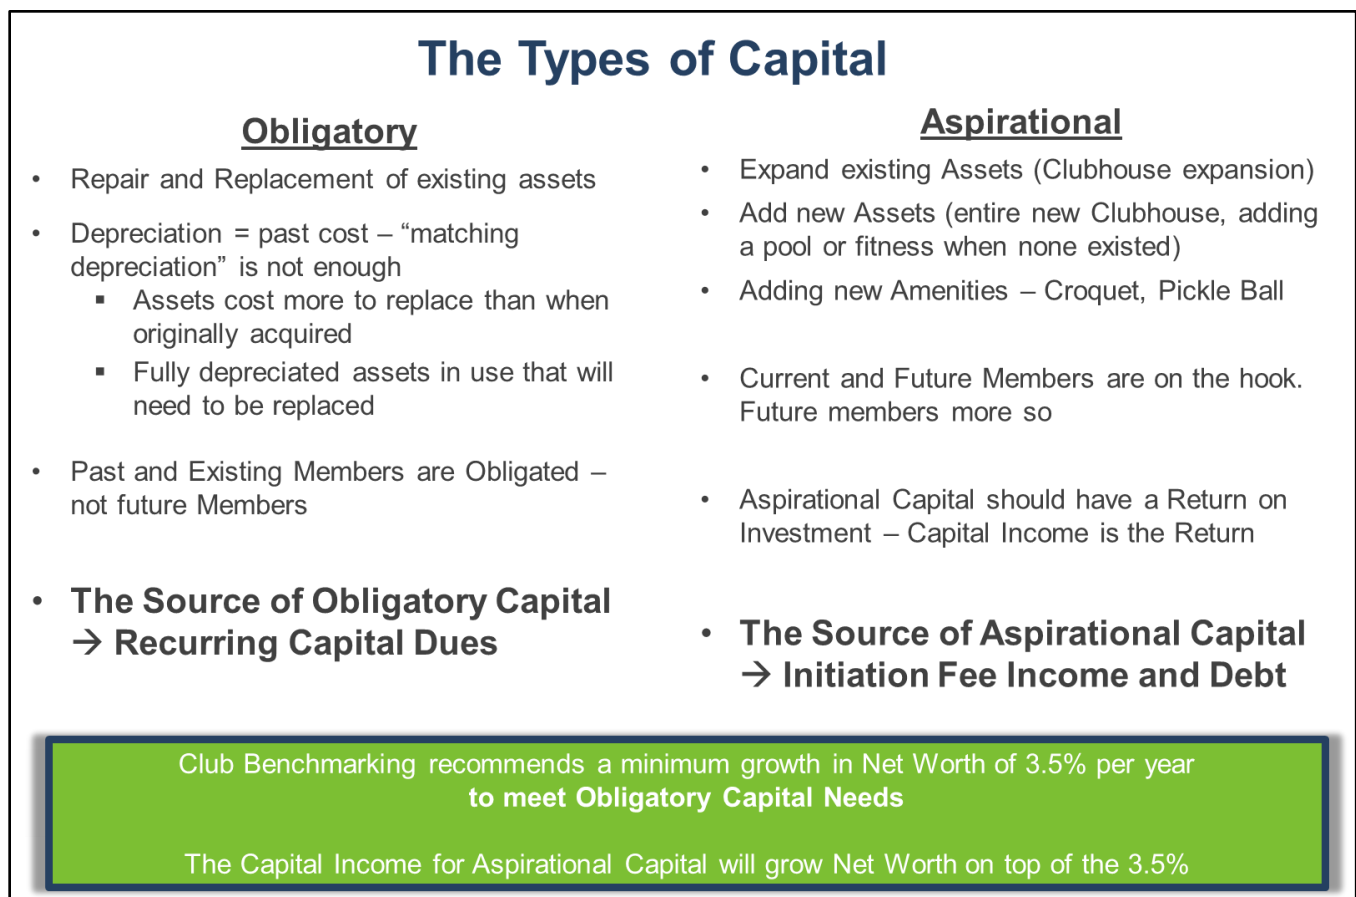 The Types of Capital
Obligatory
• Repair and Replacement of existing assets
• Depreciation = past cost – “matching
depreciation” is not enough
▪ Assets cost more to replace than when
originally acquired
▪ Fully depreciated assets in use that will
need to be replaced
• Past and Existing Members are Obligated –
not future Members
• The Source of Obligatory Capital
→ Recurring Capital Dues
Aspirational
• Expand existing Assets (Clubhouse expansion)
• Add new Assets (entire new Clubhouse, adding
a pool or fitness when none existed)
• Adding new Amenities – Croquet, Pickle Ball
• Current and Future Members are on the hook.
Future members more so
• Aspirational Capital should have a Return on
Investment – Capital Income is the Return
• The Source of Aspirational Capital
→ Initiation Fee Income and Debt
Club Benchmarking recommends a minimum growth in Net Worth of 3.5% per year
to meet Obligatory Capital Needs
The Capital Income for Aspirational Capital will grow Net Worth on top of the 3.5%